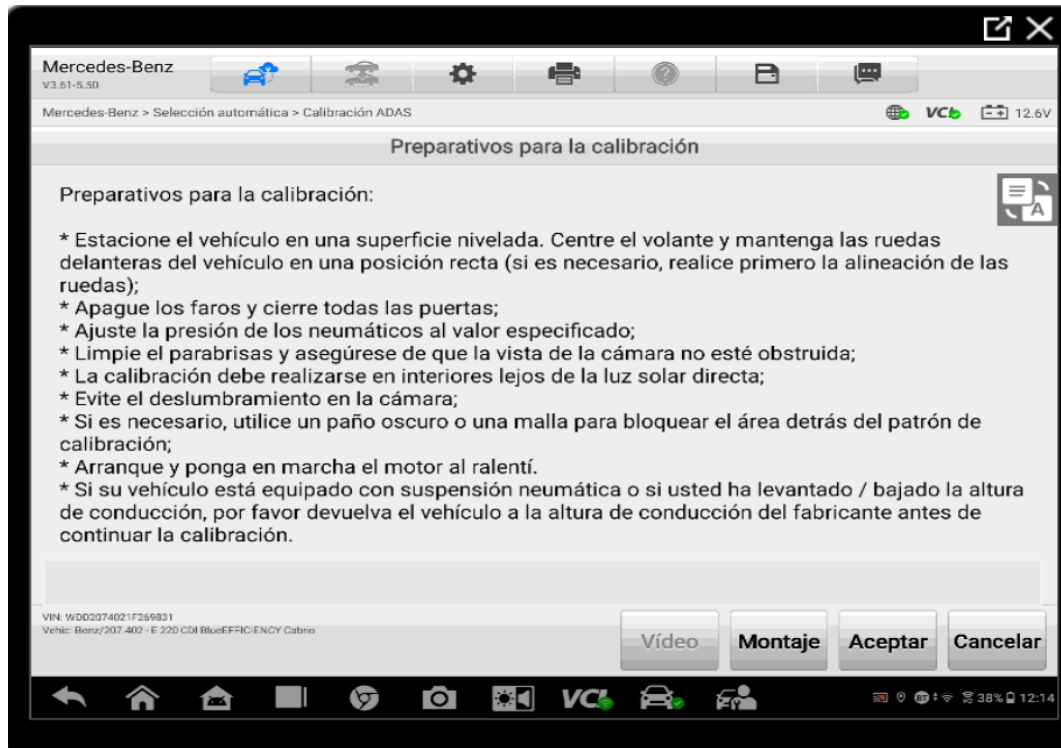 Mercedes-Benz
V3.61-5.50
Mercedes-Benz > Selección automática > Calibración ADAS
VCI
12.6V
Preparativos para la calibración
Preparativos para la calibración:
A
* Estacione el vehículo en una superficie nivelada. Centre el volante y mantenga las ruedas
delanteras del vehículo en una posición recta (si es necesario, realice primero la alineación de las
ruedas);
* Apague los faros y cierre todas las puertas;
* Ajuste la presión de los neumáticos al valor especificado;
* Limpie el parabrisas y asegúrese de que la vista de la cámara no esté obstruida;
* La calibración debe realizarse en interiores lejos de la luz solar directa;
* Evite el deslumbramiento en la cámara;
* Si es necesario, utilice un paño oscuro o una malla para bloquear el área detrás del patrón de
calibración;
* Arranque y ponga en marcha el motor al ralentí.
* Si su vehículo está equipado con suspensión neumática o si usted ha levantado / bajado la altura
de conducción, por favor devuelva el vehículo a la altura de conducción del fabricante antes de
continuar la calibración.
VIN: WDD2074021F269831
Vehic: Benz/207.402 - E 220 CDI BlueEFFICIENCY Cabrio
Vídeo
Montaje
Aceptar
Cancelar
VCI
BT
38%
12:14